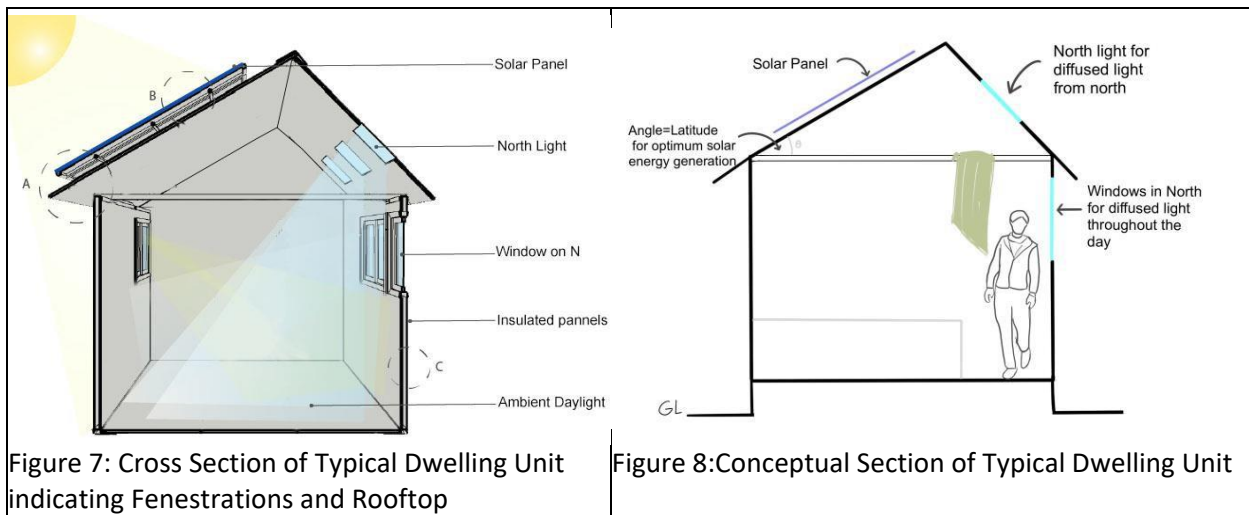 Solar Panel
B
North Light
A
Window on N
Insulated pannels
C
Ambient Daylight
Figure 7: Cross Section of Typical Dwelling Unit
indicating Fenestrations and Rooftop
Solar Panel
North light for
diffused light
from north
Angle=Latitude
for optimum solar
energy generation
θ
Windows in North
for diffused light
throughout the
day
GL
Figure 8:Conceptual Section of Typical Dwelling Unit